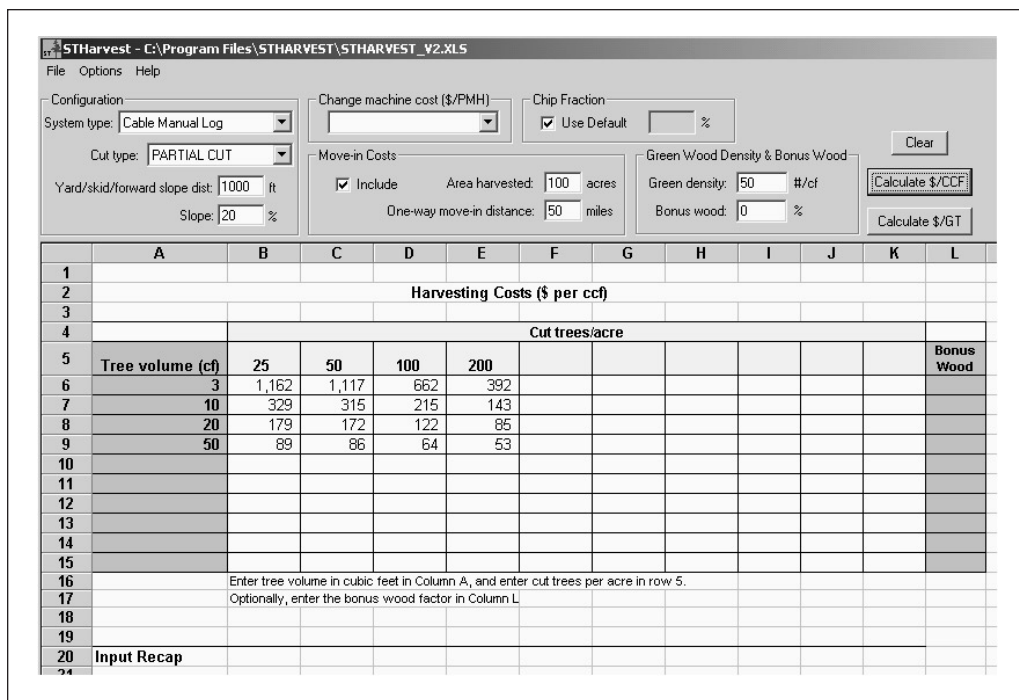 STHarvest - C:\Program Files\STHARVEST\STHARVEST_V2.XLS
File Options Help
Configuration
System type: Cable Manual Log
Cut type: PARTIAL CUT
Yard/skid/forward slope dist: 1000 ft
Slope: 20 %
Change machine cost ($/PMH)
Chip Fraction
Use Default %
Move-in Costs
Include Area harvested: 100 acres
One-way move-in distance: 50 miles
Green Wood Density & Bonus Wood
Green density: 50 #/cf
Bonus wood: 0 %
Clear
Calculate $/CCF
Calculate $/GT
A B C D E F G H I J K L
1
2 Harvesting Costs ($ per ccf)
3
4 Cut trees/acre
5 Tree volume (cf) 25 50 100 200 Bonus Wood
6 3 1,162 1,117 662 392
7 10 329 315 215 143
8 20 179 172 122 85
9 50 89 86 64 53
10
11
12
13
14
15
16 Enter tree volume in cubic feet in Column A, and enter cut trees per acre in row 5.
17 Optionally, enter the bonus wood factor in Column L
18
19
20 Input Recap
21